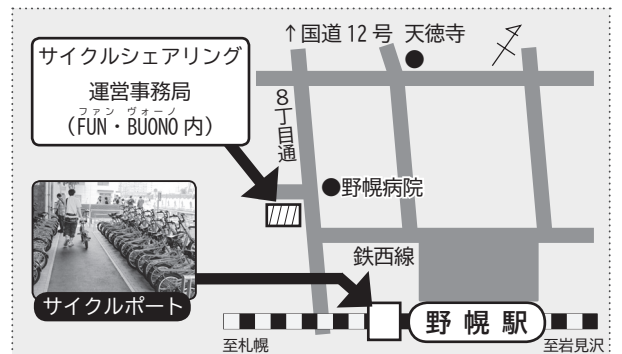 サイクルシェアリング
運営事務局
ファン ヴォーノ
（FUN・BUONO内）
↑国道12号 天徳寺
8丁目通
●野幌病院
鉄西線
サイクルポート
野幌駅
至札幌
至岩見沢